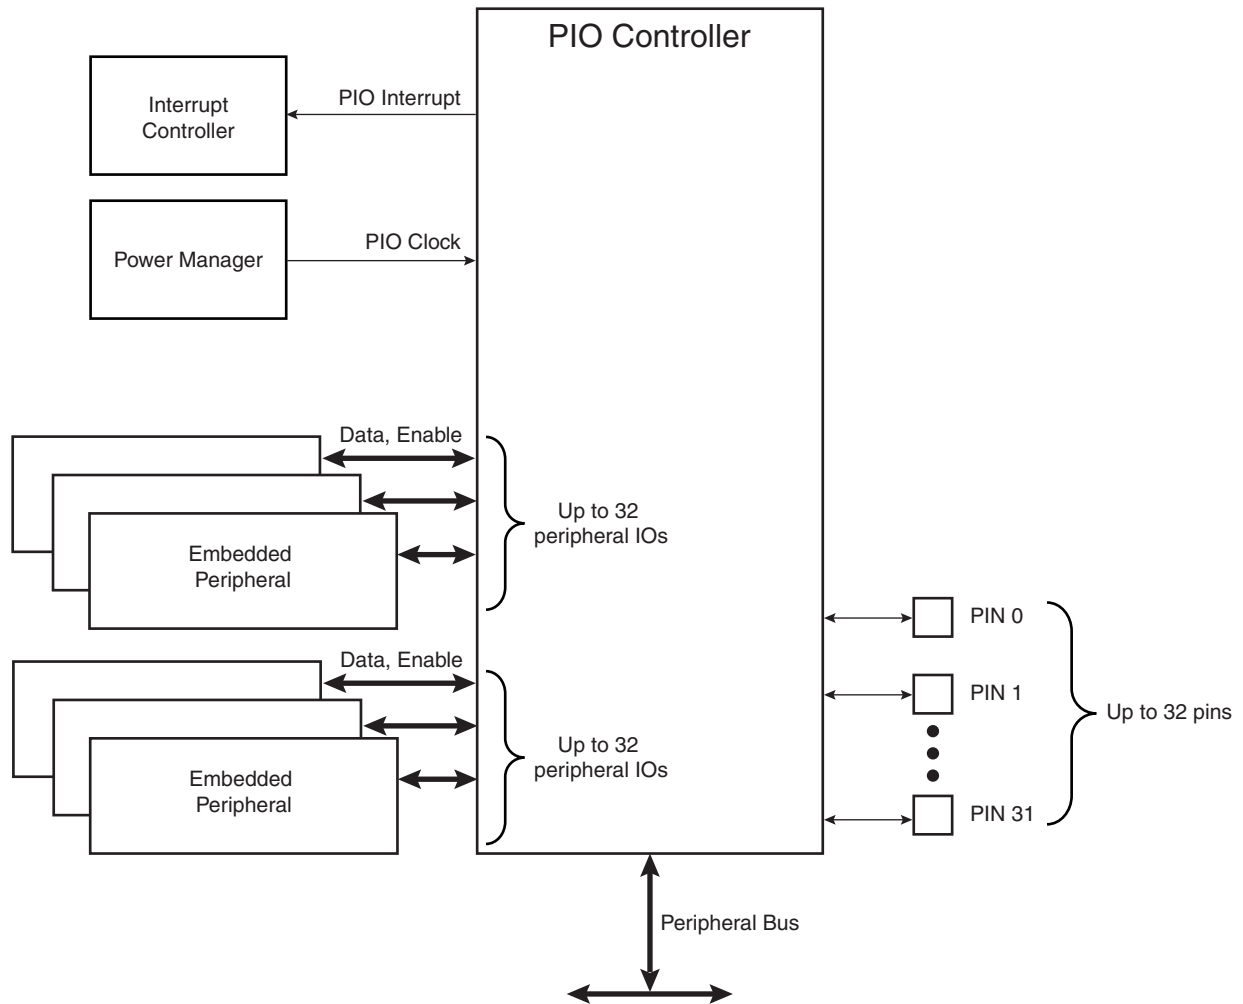 PIO Controller
PIO Interrupt
Interrupt
Controller
PIO Clock
Power Manager
Data, Enable
Up to 32
peripheral IOs
Embedded
Peripheral
PIN 0
Data, Enable
PIN 1
Up to 32 pins
Up to 32
peripheral IOs
Embedded
Peripheral
PIN 31
Peripheral Bus